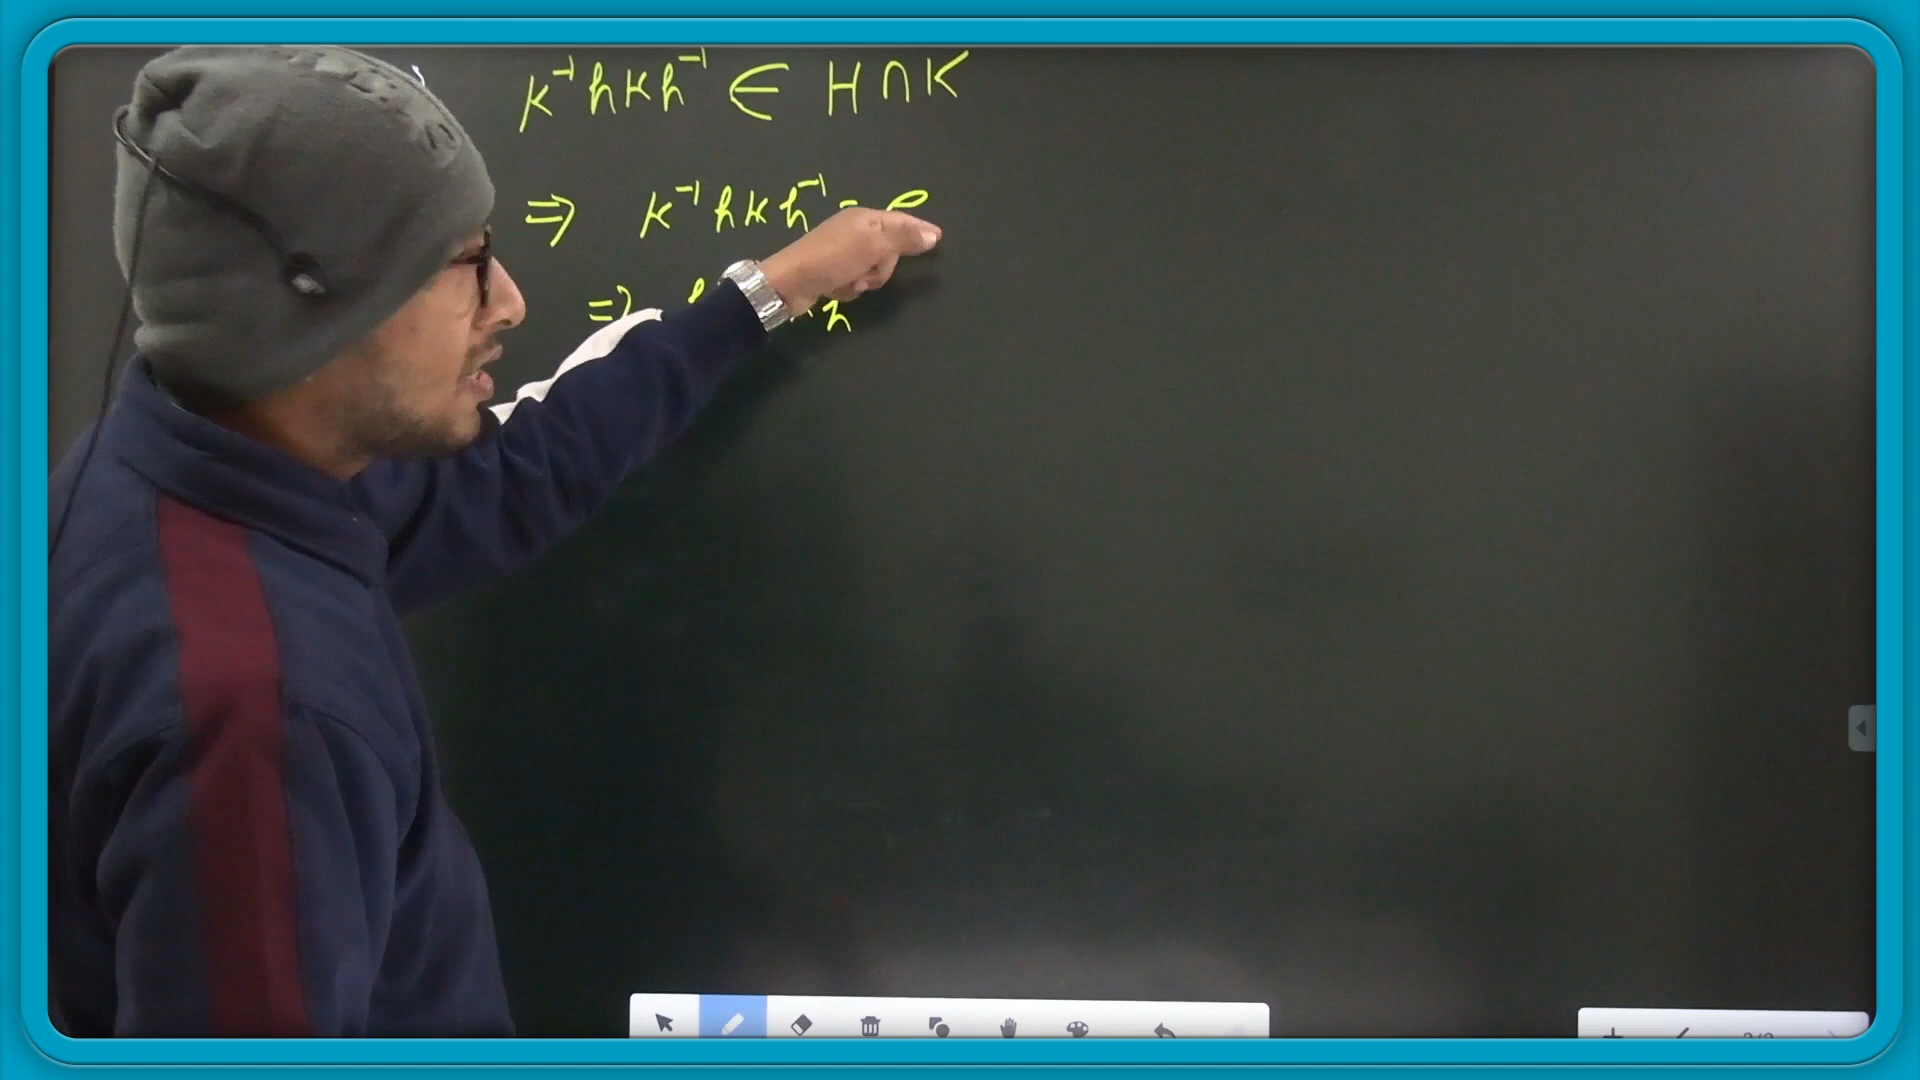 k⁻¹hkh⁻¹ ∈ H∩K
⇒ k⁻¹hkh⁻¹ = e
⇒ h